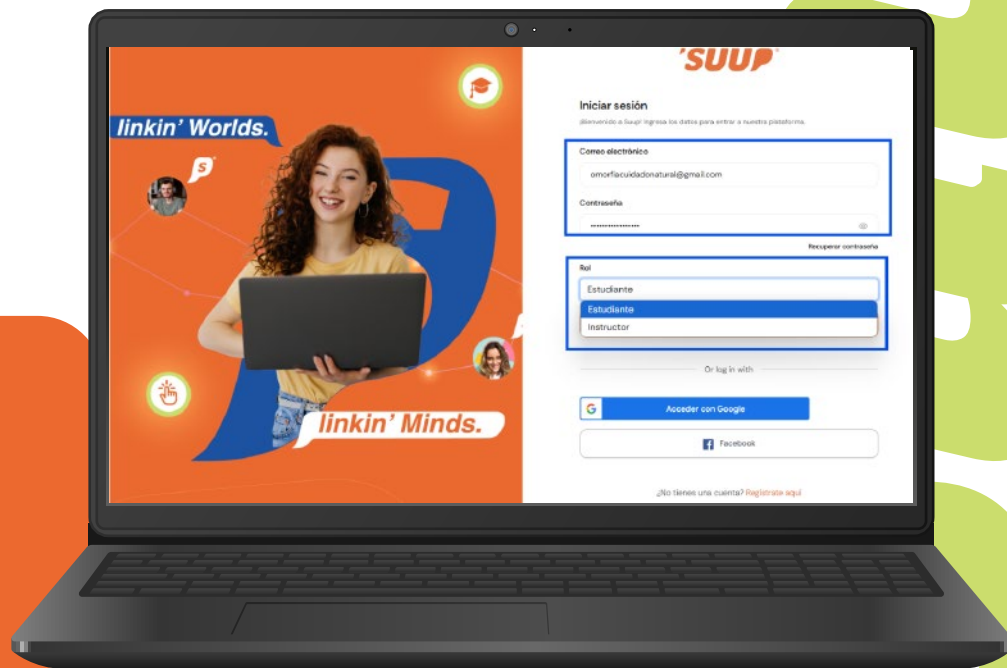 linkin' Worlds.
S
linkin' Minds.
'SUUP
Iniciar sesión
¡Bienvenido a Suup! Ingresa los datos para entrar a nuestra plataforma.
Correo electrónico
omorfiacuidadonatural@gmail.com
Contraseña
Recuperar contraseña
Rol
Estudiante
Estudiante
Instructor
Or log in with
G
Acceder con Google
f
Facebook
¿No tienes una cuenta? Regístrate aquí